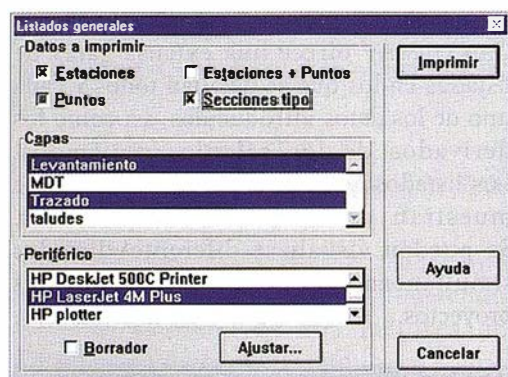 Listados generales
Datos a imprimir
Estaciones
Estaciones + Puntos
Puntos
Secciones tipo
Imprimir
Capas
Levantamiento
MDT
Trazado
taludes
Periférico
HP DeskJet 500C Printer
HP LaserJet 4M Plus
HP plotter
Borrador
Ajustar...
Ayuda
Cancelar